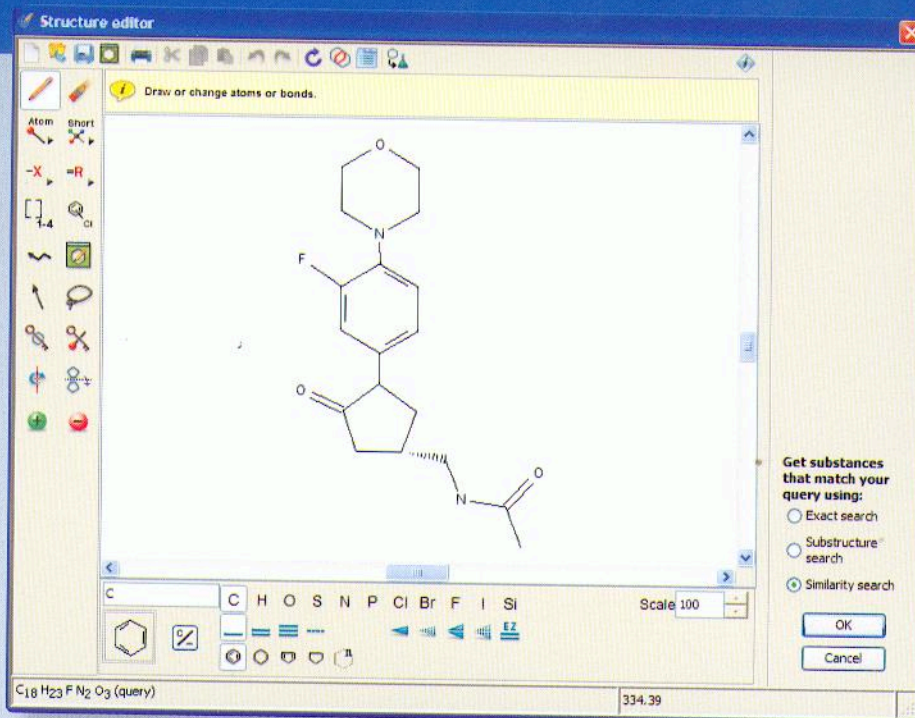 Structure editor
Draw or change atoms or bonds.
Atom Short
-X =R
[ ]1-4 Cl
O
N
F
O
N
O
Get substances
that match your
query using:
Exact search
Substructure
search
Similarity search
C
C H O S N P Cl Br F I Si
Scale 100
EZ
OK
Cancel
C18 H23 F N2 O3 (query)
334.39